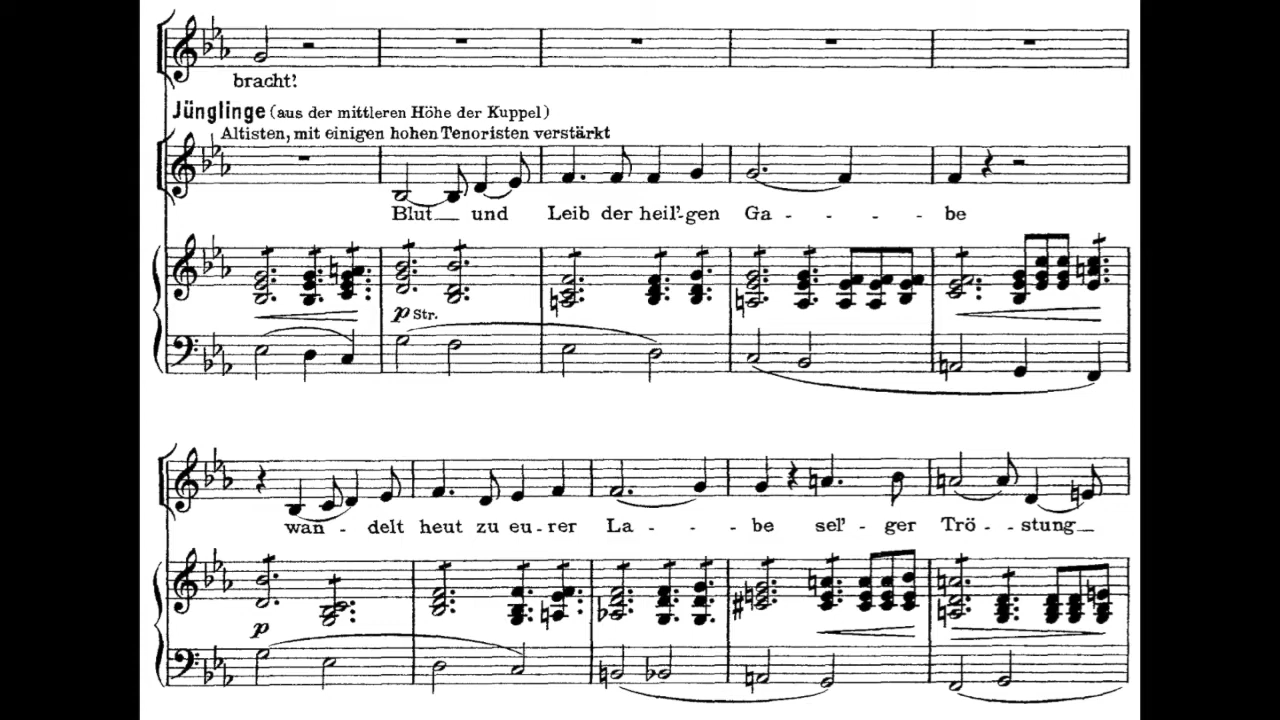 bracht!
Jünglinge (aus der mittleren Höhe der Kuppel)
Altisten, mit einigen hohen Tenoristen verstärkt
Blut und Leib der heil'-gen Ga - - - - be
p Str.
wan - delt heut zu eu - rer La - - - be sel' - ger Trö - stung
p